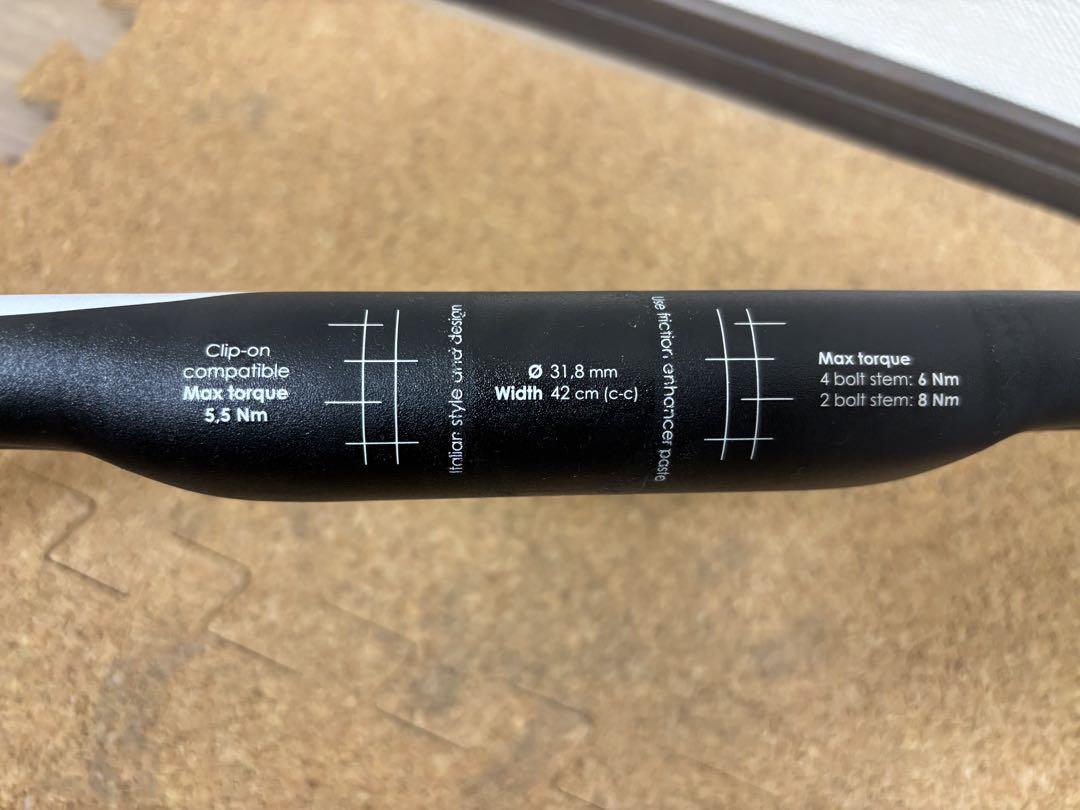 Clip-on
compatible
Max torque
5,5 Nm
Italian style and design
Ø 31,8 mm
Width 42 cm (c-c)
Use friction enhancer paste
Max torque
4 bolt stem: 6 Nm
2 bolt stem: 8 Nm